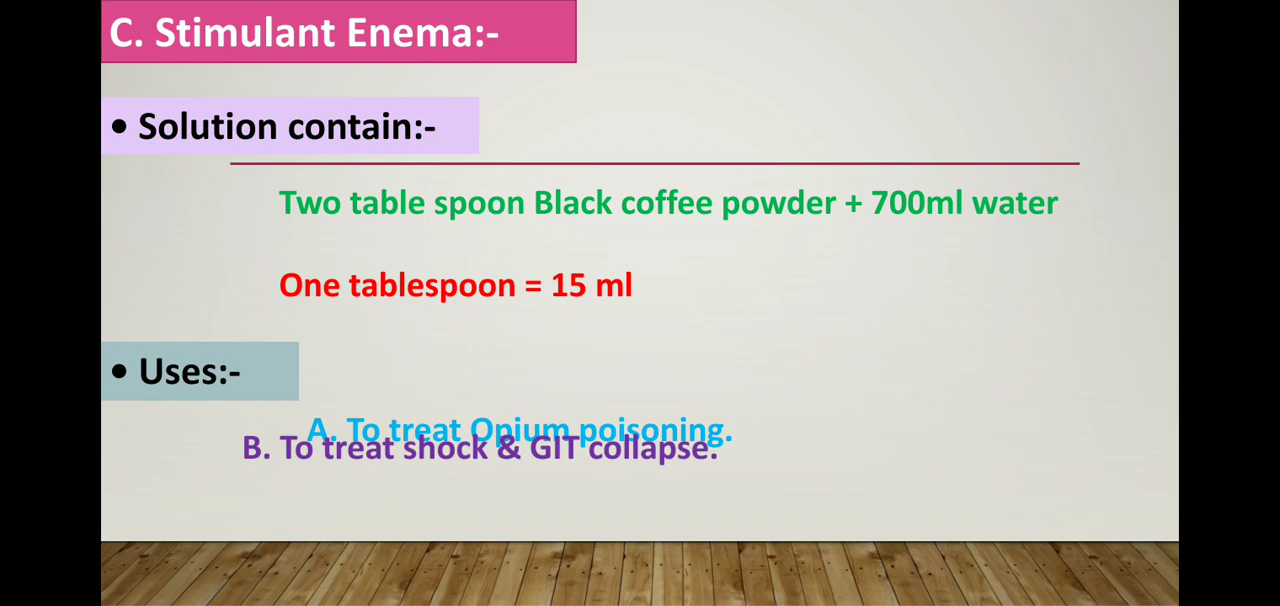 C. Stimulant Enema:-
• Solution contain:-
Two table spoon Black coffee powder + 700ml water
One tablespoon = 15 ml
• Uses:-
A. To treat Opium poisoning.
B. To treat shock & GIT collapse.